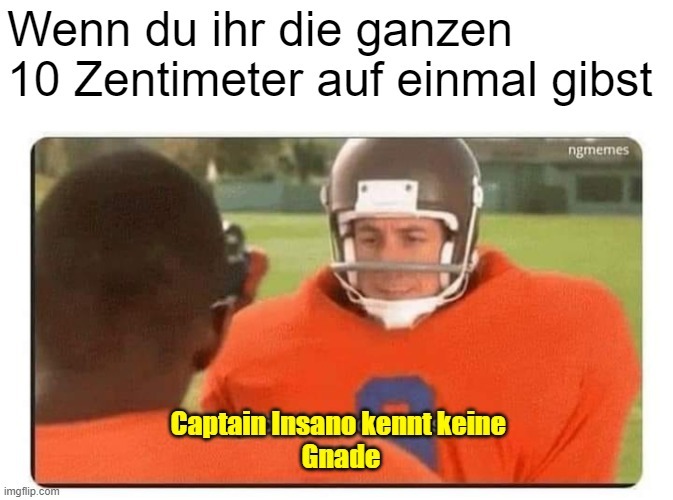 Wenn du ihr die ganzen
10 Zentimeter auf einmal gibst
ngmemes
Captain Insano kennt keine
Gnade
imgflip.com